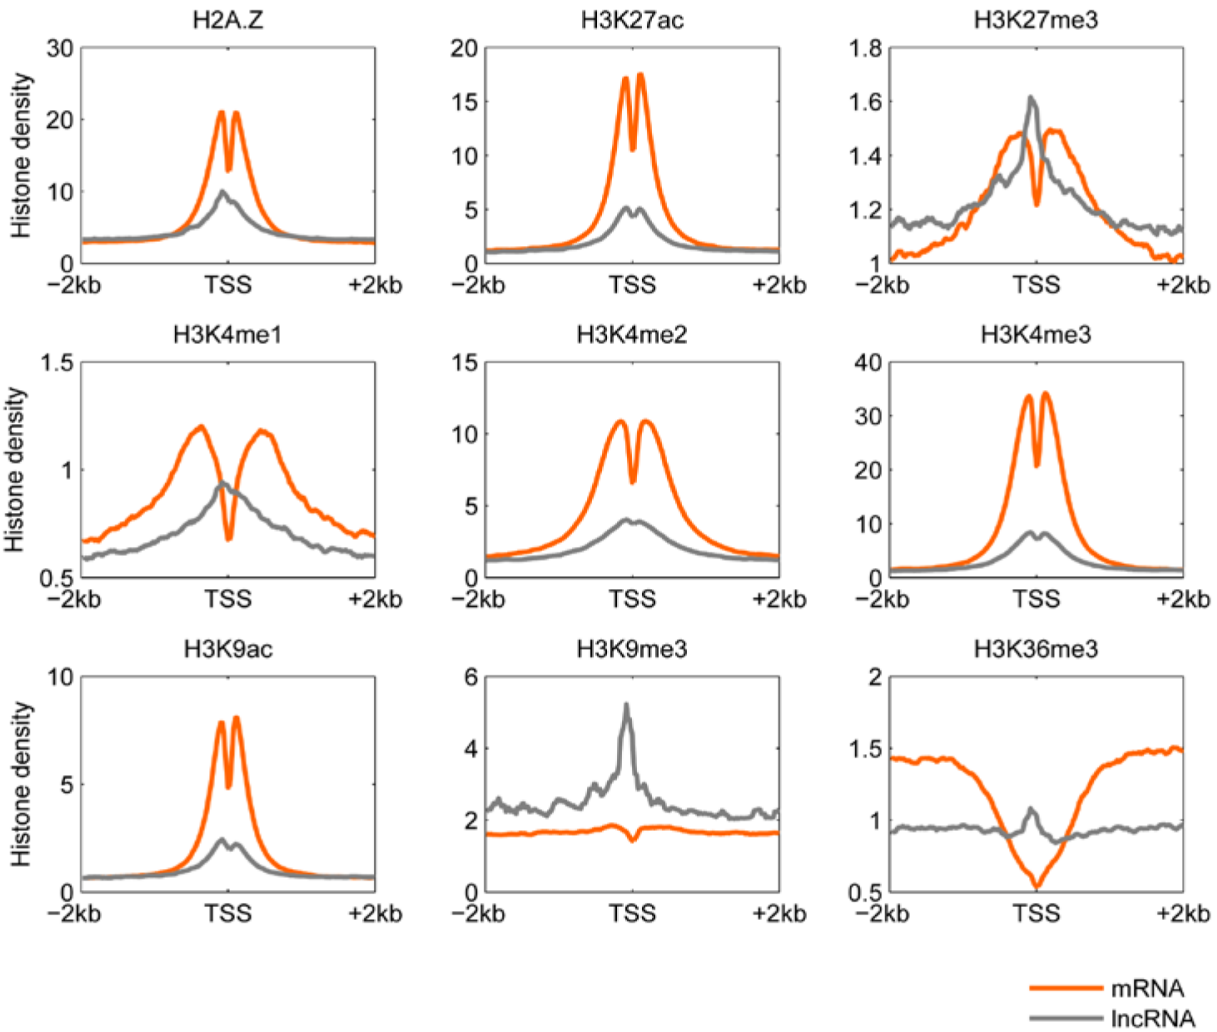 H2A.Z
H3K27ac
H3K27me3
Histone density
30
20
10
0
−2kb TSS +2kb
20
15
10
5
0
−2kb TSS +2kb
1.8
1.6
1.4
1.2
1
−2kb TSS +2kb
H3K4me1
H3K4me2
H3K4me3
Histone density
1.5
1
0.5
−2kb TSS +2kb
15
10
5
0
−2kb TSS +2kb
40
30
20
10
0
−2kb TSS +2kb
H3K9ac
H3K9me3
H3K36me3
Histone density
10
5
0
−2kb TSS +2kb
6
4
2
0
−2kb TSS +2kb
2
1.5
1
0.5
−2kb TSS +2kb
mRNA
lncRNA